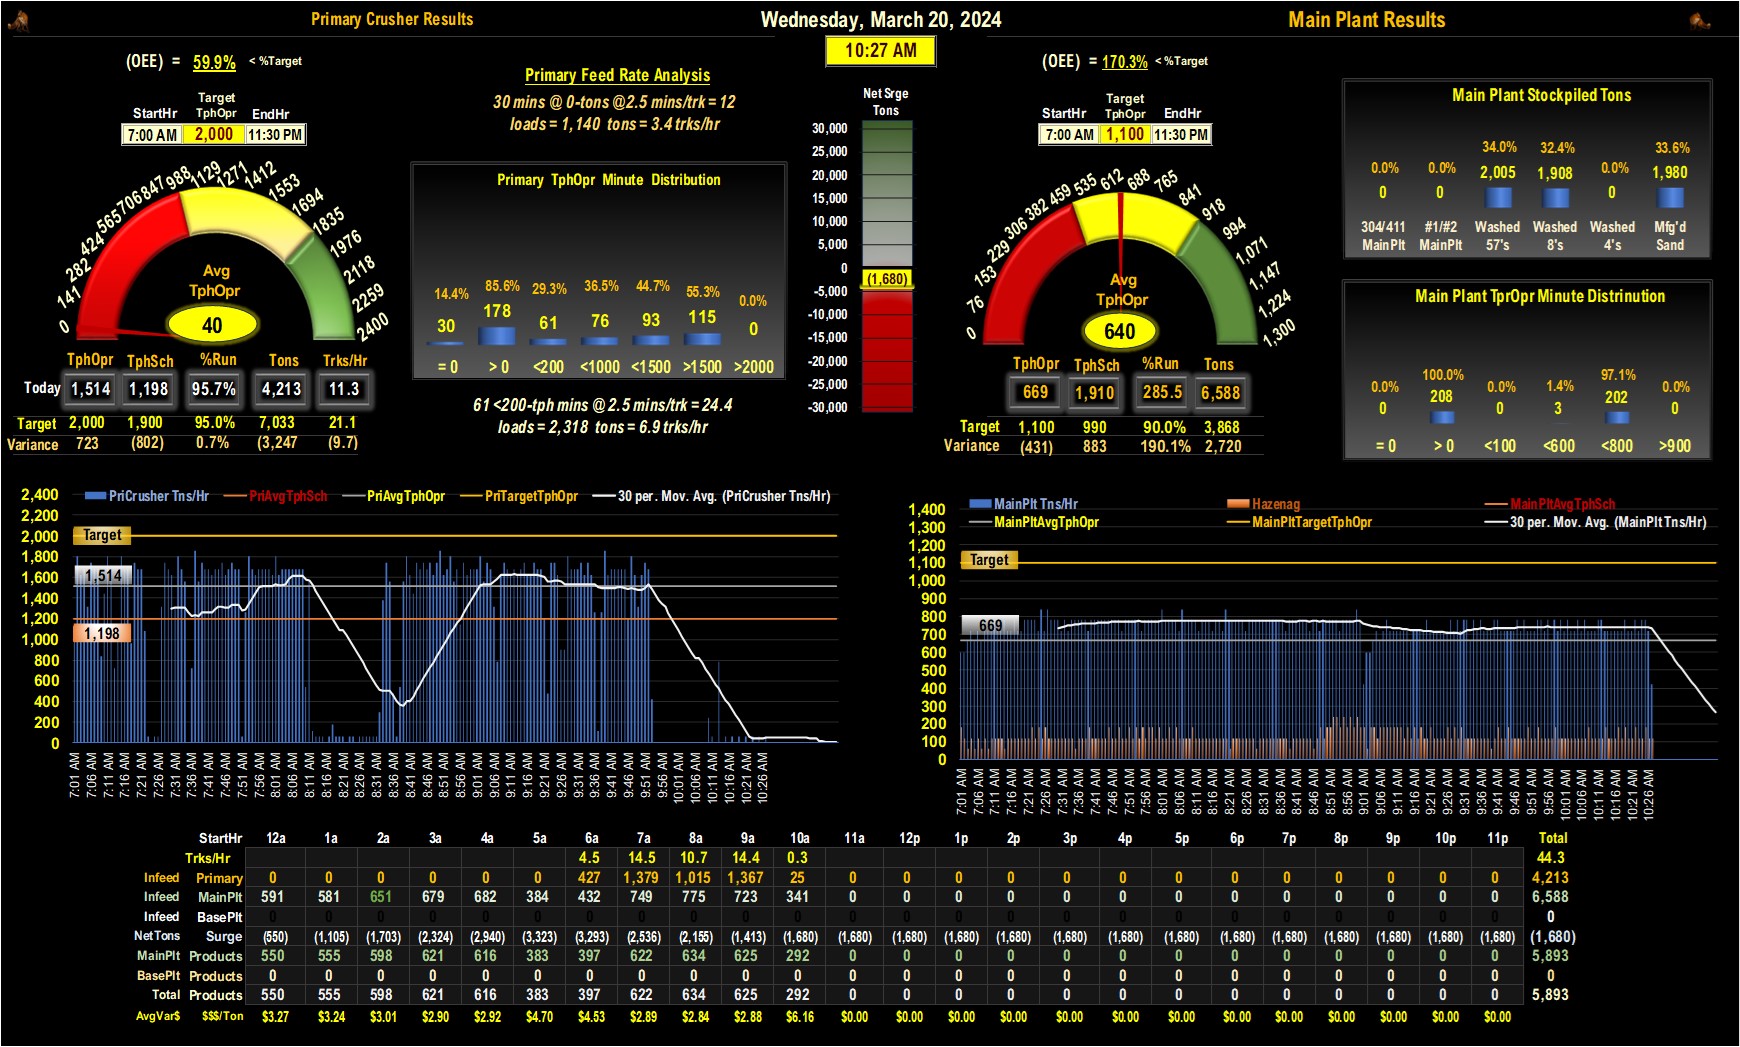 Primary Crusher Results
Wednesday, March 20, 2024
Main Plant Results
10:27 AM
(OEE) = 59.9% < %Target
Target
StartHr TphOpr EndHr
7:00 AM 2,000 11:30 PM
0 141 282 424 565 706 847 988 1129 1271 1412 1553 1694 1835 1976 2118 2259 2400
Avg
TphOpr
40
TphOpr TphSch %Run Tons Trks/Hr
Today 1,514 1,198 95.7% 4,213 11.3
Target 2,000 1,900 95.0% 7,033 21.1
Variance 723 (802) 0.7% (3,247 (9.7)
Primary Feed Rate Analysis
30 mins @ 0-tons @2.5 mins/trk = 12
loads = 1,140 tons = 3.4 trks/hr
Primary TphOpr Minute Distribution
14.4% 85.6% 29.3% 36.5% 44.7% 55.3% 0.0%
30 178 61 76 93 115 0
= 0 > 0 <200 <1000 <1500 >1500 >2000
61 <200-tph mins @ 2.5 mins/trk = 24.4
loads = 2,318 tons = 6.9 trks/hr
Net Srge
Tons
30,000
25,000
20,000
15,000
10,000
5,000
0
(1,680)
-5,000
-10,000
-15,000
-20,000
-25,000
-30,000
(OEE) = 170.3% < %Target
Target
StartHr TphOpr EndHr
7:00 AM 1,100 11:30 PM
0 76 153 229 306 382 459 535 612 688 765 841 918 994 1,071 1,147 1,224 1,300
Avg
TphOpr
640
TphOpr TphSch %Run Tons
669 1,910 285.5 6,588
Target 1,100 990 90.0% 3,868
Variance (431) 883 190.1% 2,720
Main Plant Stockpiled Tons
0.0% 0.0% 34.0% 32.4% 0.0% 33.6%
0 0 2,005 1,908 0 1,980
304/411 #1/#2 Washed Washed Washed Mfg'd
MainPlt MainPlt 57's 8's 4's Sand
Main Plant TprOpr Minute Distrinution
0.0% 100.0% 0.0% 1.4% 97.1% 0.0%
0 208 0 3 202 0
= 0 > 0 <100 <600 <800 >900
PriCrusher Tns/Hr PriAvgTphSch PriAvgTphOpr PriTargetTphOpr 30 per. Mov. Avg. (PriCrusher Tns/Hr)
2,400
2,200
2,000
1,800
1,600
1,400
1,200
1,000
800
600
400
200
0
Target
1,514
1,198
7:01 AM 7:06 AM 7:11 AM 7:16 AM 7:21 AM 7:26 AM 7:31 AM 7:36 AM 7:41 AM 7:46 AM 7:51 AM 7:56 AM 8:01 AM 8:06 AM 8:11 AM 8:16 AM 8:21 AM 8:26 AM 8:31 AM 8:36 AM 8:41 AM 8:46 AM 8:51 AM 8:56 AM 9:01 AM 9:06 AM 9:11 AM 9:16 AM 9:21 AM 9:26 AM 9:31 AM 9:36 AM 9:41 AM 9:46 AM 9:51 AM 9:56 AM 10:01 AM 10:06 AM 10:11 AM 10:16 AM 10:21 AM 10:26 AM
MainPlt Tns/Hr Hazenag MainPltAvgTphSch
MainPltAvgTphOpr MainPltTargetTphOpr 30 per. Mov. Avg. (MainPlt Tns/Hr)
1,400
1,300
1,200
1,100
1,000
900
800
700
600
500
400
300
200
100
0
Target
669
7:01 AM 7:06 AM 7:11 AM 7:16 AM 7:21 AM 7:26 AM 7:31 AM 7:36 AM 7:41 AM 7:46 AM 7:51 AM 7:56 AM 8:01 AM 8:06 AM 8:11 AM 8:16 AM 8:21 AM 8:26 AM 8:31 AM 8:36 AM 8:41 AM 8:46 AM 8:51 AM 8:56 AM 9:01 AM 9:06 AM 9:11 AM 9:16 AM 9:21 AM 9:26 AM 9:31 AM 9:36 AM 9:41 AM 9:46 AM 9:51 AM 9:56 AM 10:01 AM 10:06 AM 10:11 AM 10:16 AM 10:21 AM 10:26 AM
StartHr 12a 1a 2a 3a 4a 5a 6a 7a 8a 9a 10a 11a 12p 1p 2p 3p 4p 5p 6p 7p 8p 9p 10p 11p Total
Trks/Hr 4.5 14.5 10.7 14.4 0.3 44.3
Infeed Primary 0 0 0 0 0 0 427 1,379 1,015 1,367 25 0 0 0 0 0 0 0 0 0 0 0 0 0 4,213
Infeed MainPlt 591 581 651 679 682 384 432 749 775 723 341 0 0 0 0 0 0 0 0 0 0 0 0 0 6,588
Infeed BasePlt 0 0 0 0 0 0 0 0 0 0 0 0 0 0 0 0 0 0 0 0 0 0 0 0 0
NetTons Surge (550) (1,105) (1,703) (2,324) (2,940) (3,323) (3,293) (2,536) (2,155) (1,413) (1,680) (1,680) (1,680) (1,680) (1,680) (1,680) (1,680) (1,680) (1,680) (1,680) (1,680) (1,680) (1,680) (1,680) (1,680)
MainPlt Products 550 555 598 621 616 383 397 622 634 625 292 0 0 0 0 0 0 0 0 0 0 0 0 0 5,893
BasePlt Products 0 0 0 0 0 0 0 0 0 0 0 0 0 0 0 0 0 0 0 0 0 0 0 0 0
Total Products 550 555 598 621 616 383 397 622 634 625 292 0 0 0 0 0 0 0 0 0 0 0 0 0 5,893
AvgVar$ $$$/Ton $3.27 $3.24 $3.01 $2.90 $2.92 $4.70 $4.53 $2.89 $2.84 $2.88 $6.16 $0.00 $0.00 $0.00 $0.00 $0.00 $0.00 $0.00 $0.00 $0.00 $0.00 $0.00 $0.00 $0.00